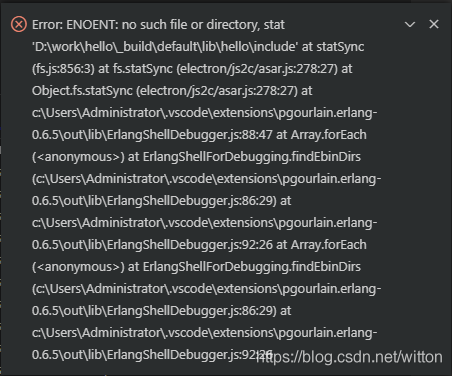 Error: ENOENT: no such file or directory, stat
'D:\work\hello\_build\default\lib\hello\include' at statSync
(fs.js:856:3) at fs.statSync (electron/js2c/asar.js:278:27) at
Object.fs.statSync (electron/js2c/asar.js:278:27) at
c:\Users\Administrator\.vscode\extensions\pgourlain.erlang-
0.6.5\out\lib\ErlangShellDebugger.js:88:47 at Array.forEach
(<anonymous>) at ErlangShellForDebugging.findEbinDirs
(c:\Users\Administrator\.vscode\extensions\pgourlain.erlang-
0.6.5\out\lib\ErlangShellDebugger.js:86:29) at
c:\Users\Administrator\.vscode\extensions\pgourlain.erlang-
0.6.5\out\lib\ErlangShellDebugger.js:92:26 at Array.forEach
(<anonymous>) at ErlangShellForDebugging.findEbinDirs
(c:\Users\Administrator\.vscode\extensions\pgourlain.erlang-
0.6.5\out\lib\ErlangShellDebugger.js:86:29) at
c:\Users\Administrator\.vscode\extensions\pgourlain.erlang-
0.6.5\out\lib\ErlangShellDebugger.js:92:26
https://blog.csdn.net/witton